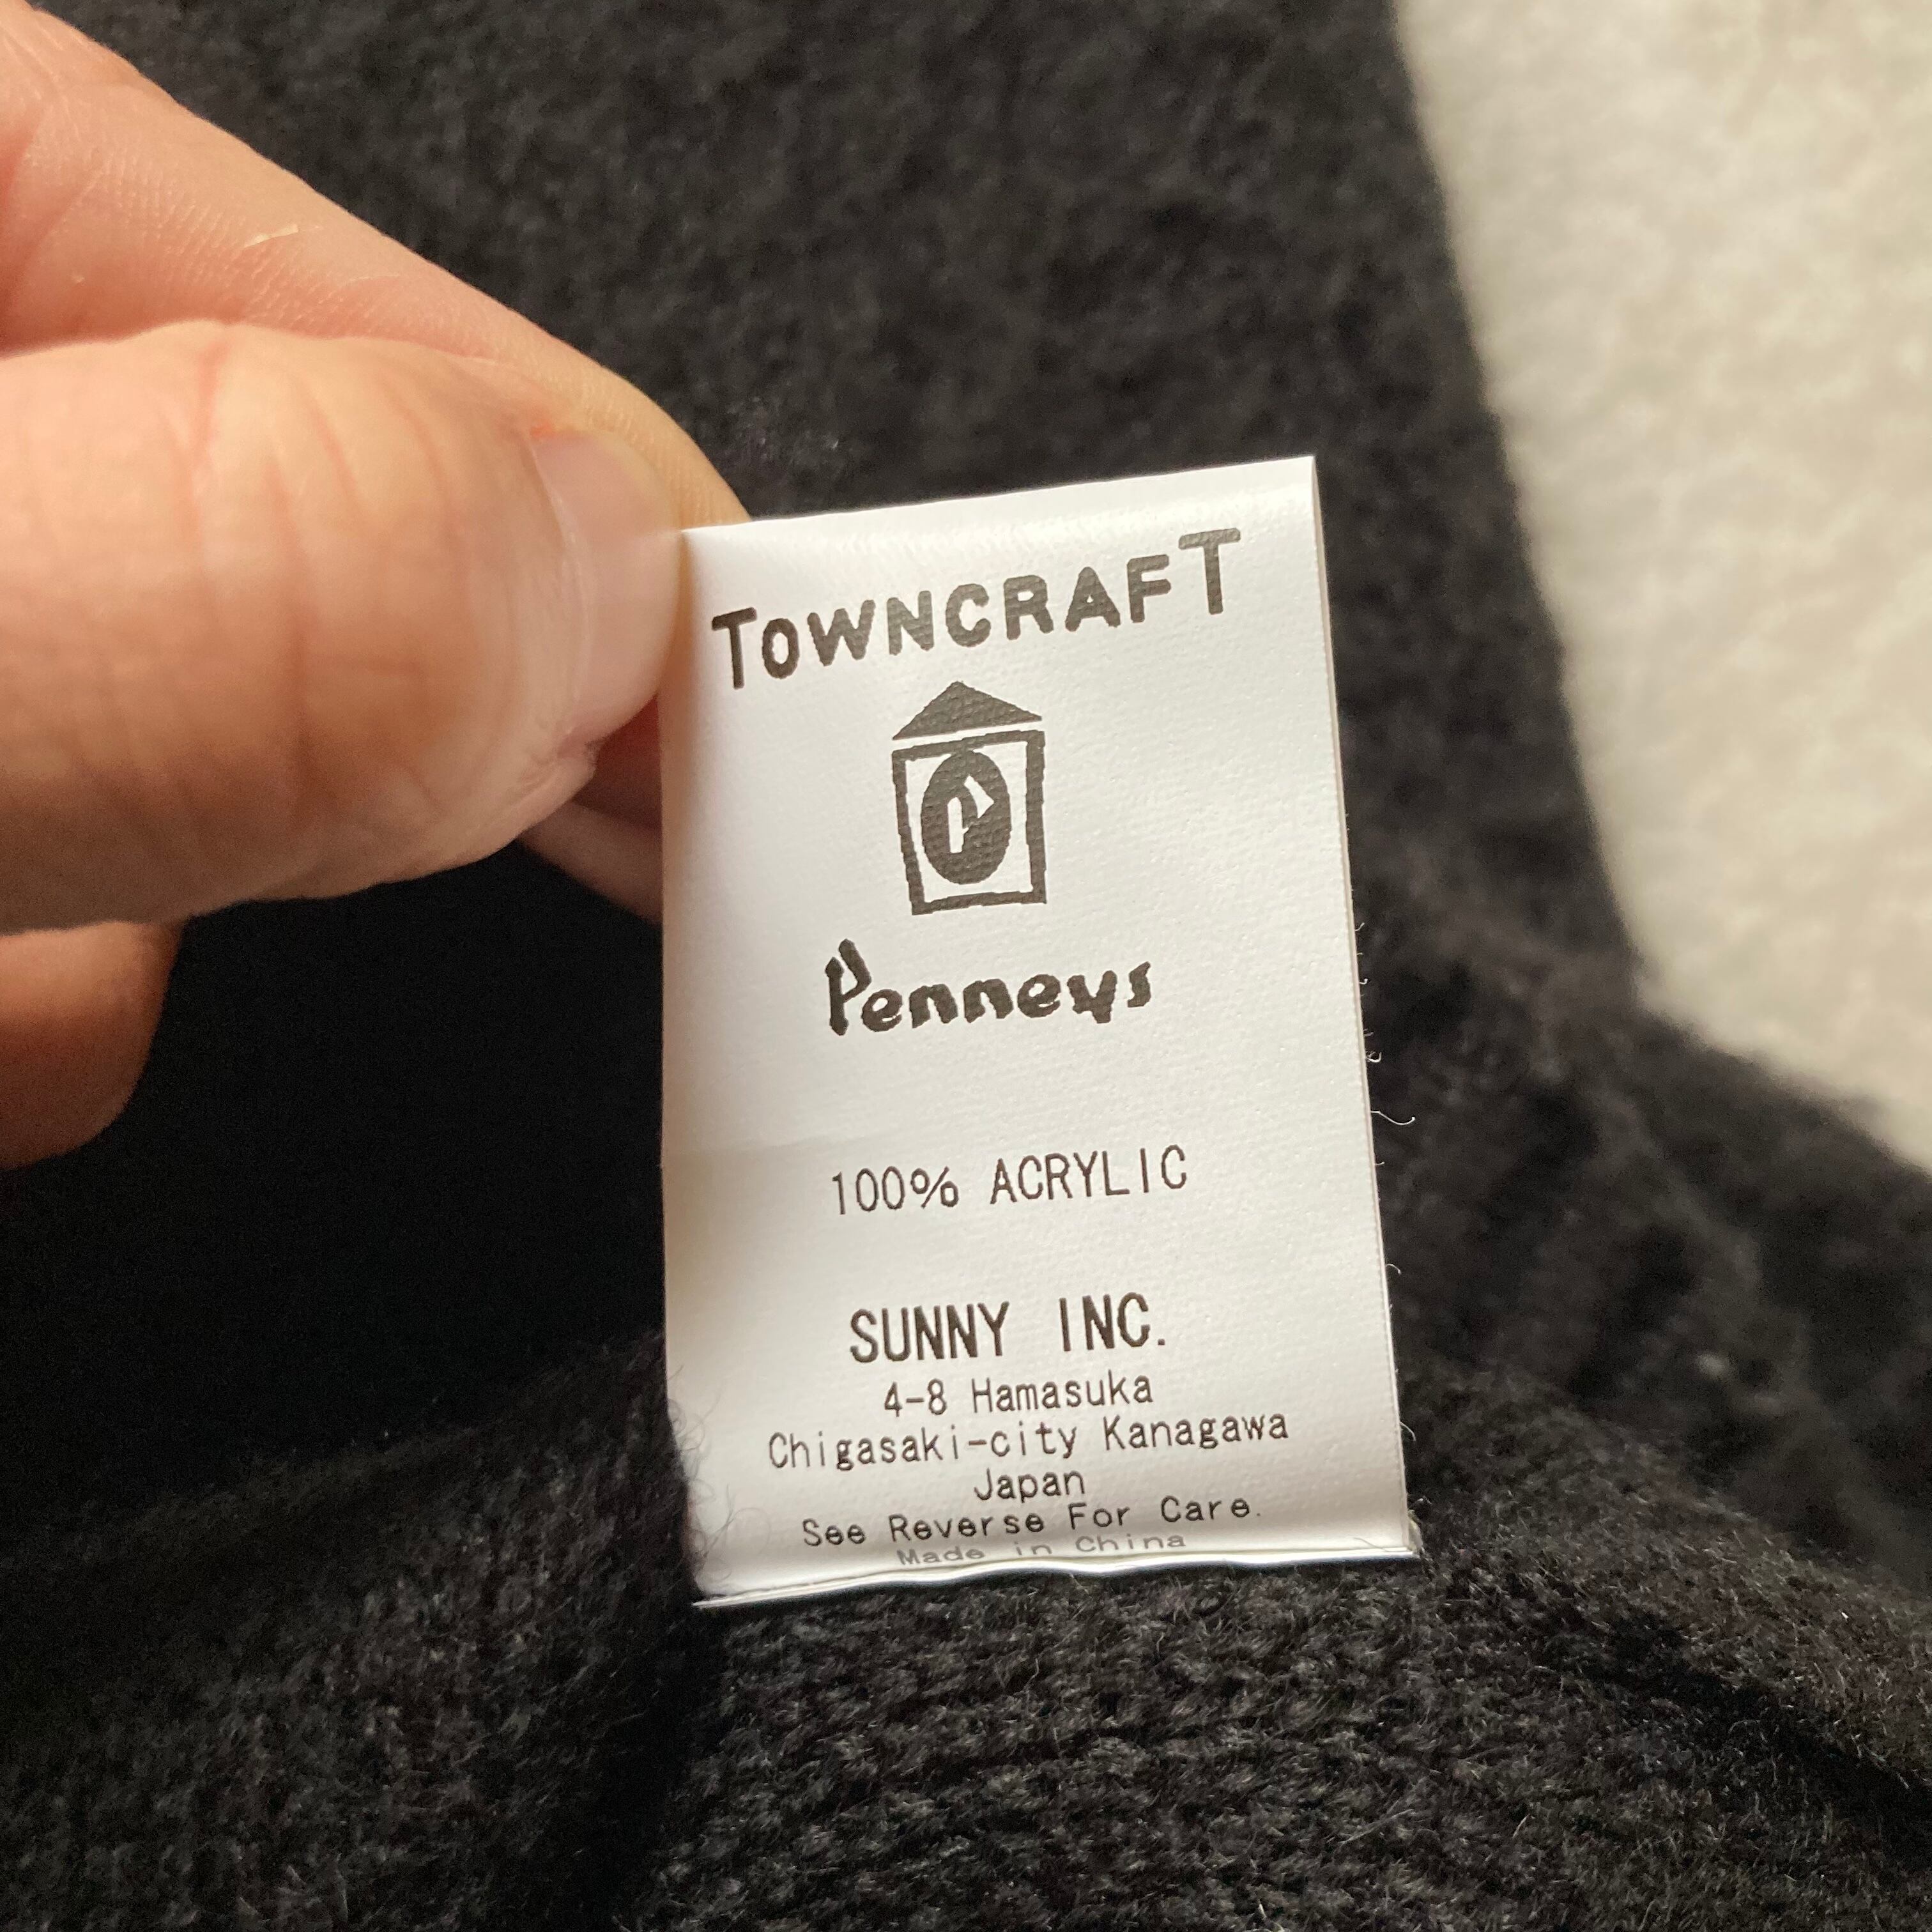 TOWNCRAFT
Penneys
100% ACRYLIC
SUNNY INC.
4-8 Hamasuka
Chigasaki-city Kanagawa
Japan
See Reverse For Care.
Made in China